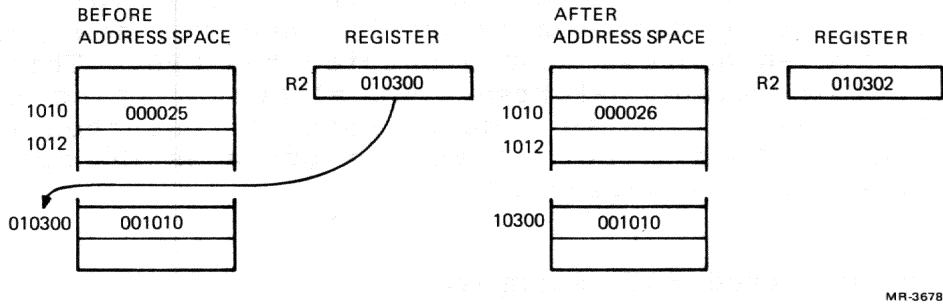 BEFORE
ADDRESS SPACE REGISTER
R2 010300
1010 000025
1012
010300 001010
AFTER
ADDRESS SPACE REGISTER
R2 010302
1010 000026
1012
10300 001010
MR-3678